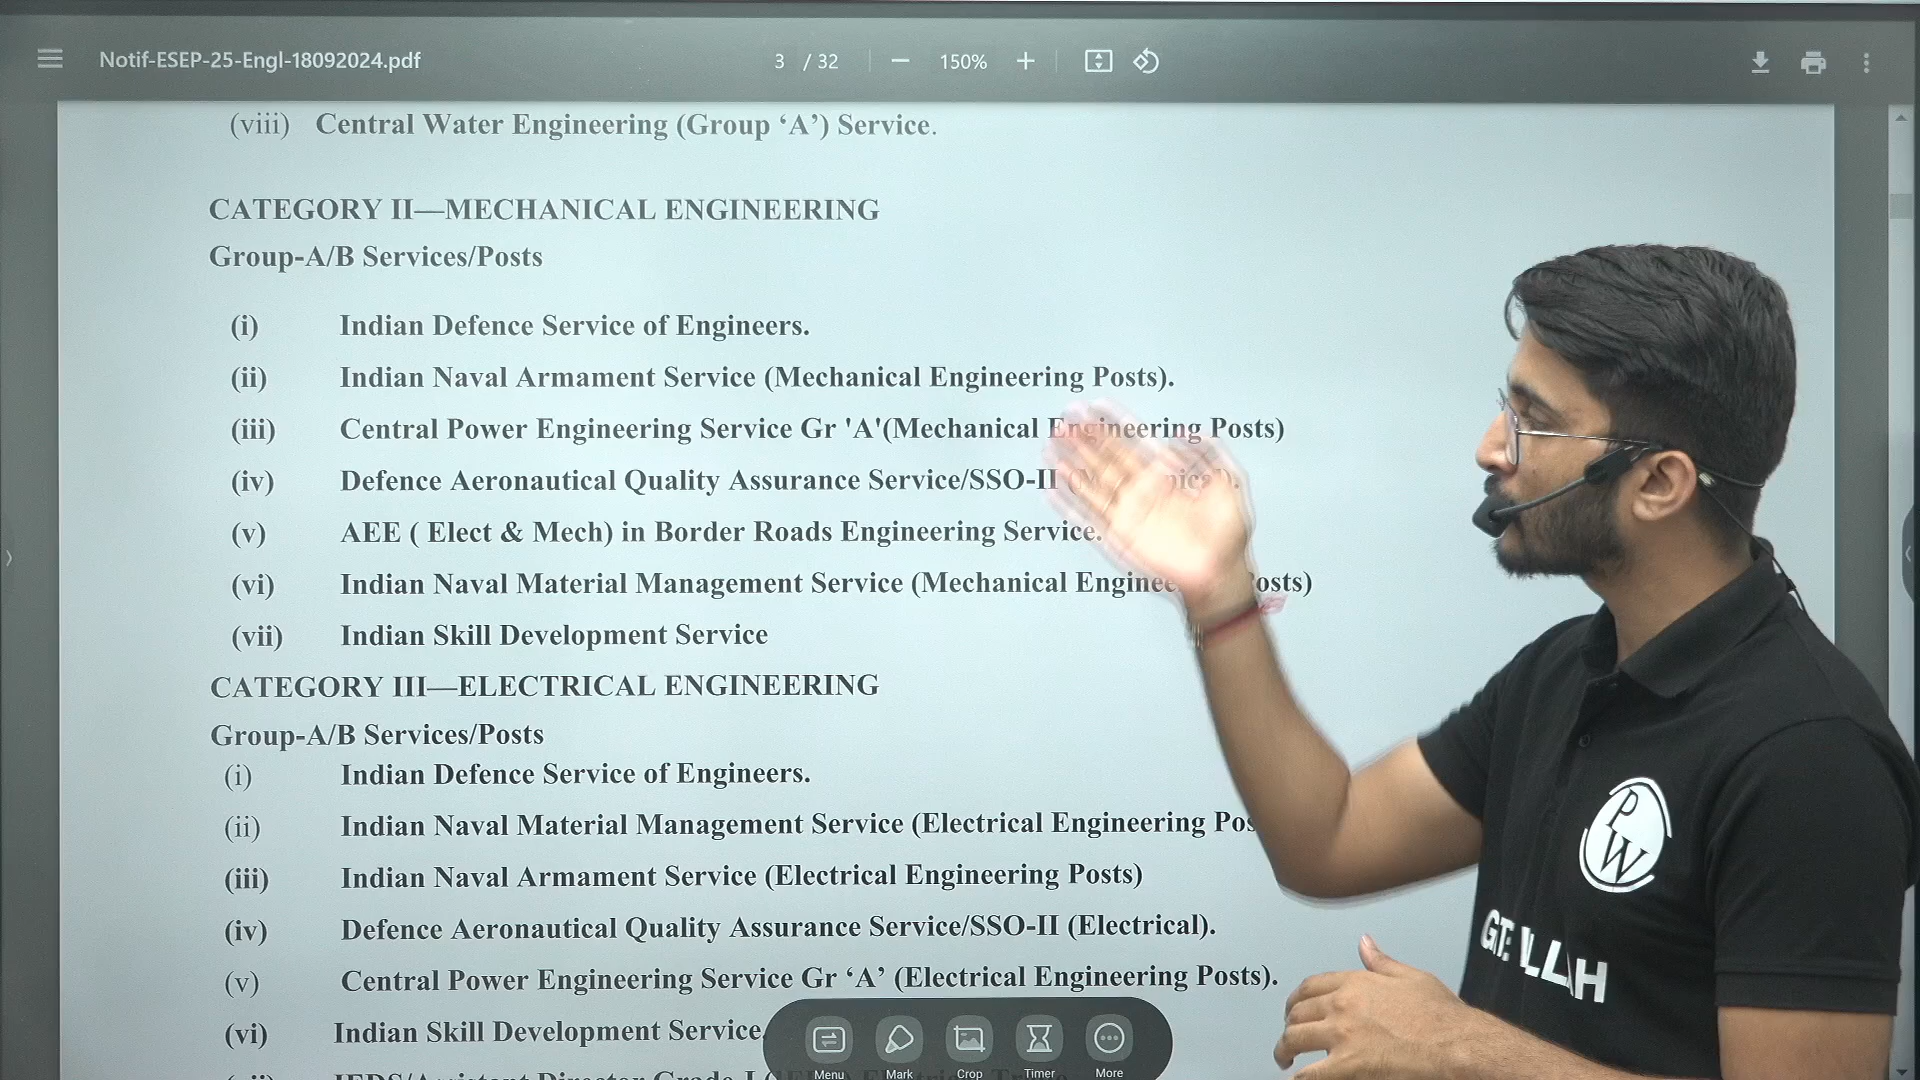 Notif-ESEP-25-Engl-18092024.pdf
3 / 32
150%
(viii) Central Water Engineering (Group ‘A’) Service.
CATEGORY II—MECHANICAL ENGINEERING
Group-A/B Services/Posts
(i) Indian Defence Service of Engineers.
(ii) Indian Naval Armament Service (Mechanical Engineering Posts).
(iii) Central Power Engineering Service Gr 'A'(Mechanical Engineering Posts)
(iv) Defence Aeronautical Quality Assurance Service/SSO-II
(v) AEE ( Elect & Mech) in Border Roads Engineering Service.
(vi) Indian Naval Material Management Service (Mechanical
(vii) Indian Skill Development Service
CATEGORY III—ELECTRICAL ENGINEERING
Group-A/B Services/Posts
(i) Indian Defence Service of Engineers.
(ii) Indian Naval Material Management Service (Electrical Engineering
(iii) Indian Naval Armament Service (Electrical Engineering Posts)
(iv) Defence Aeronautical Quality Assurance Service/SSO-II (Electrical).
(v) Central Power Engineering Service Gr ‘A’ (Electrical Engineering Posts).
(vi) Indian Skill Development Service.
Menu Mark Crop Timer More
PW